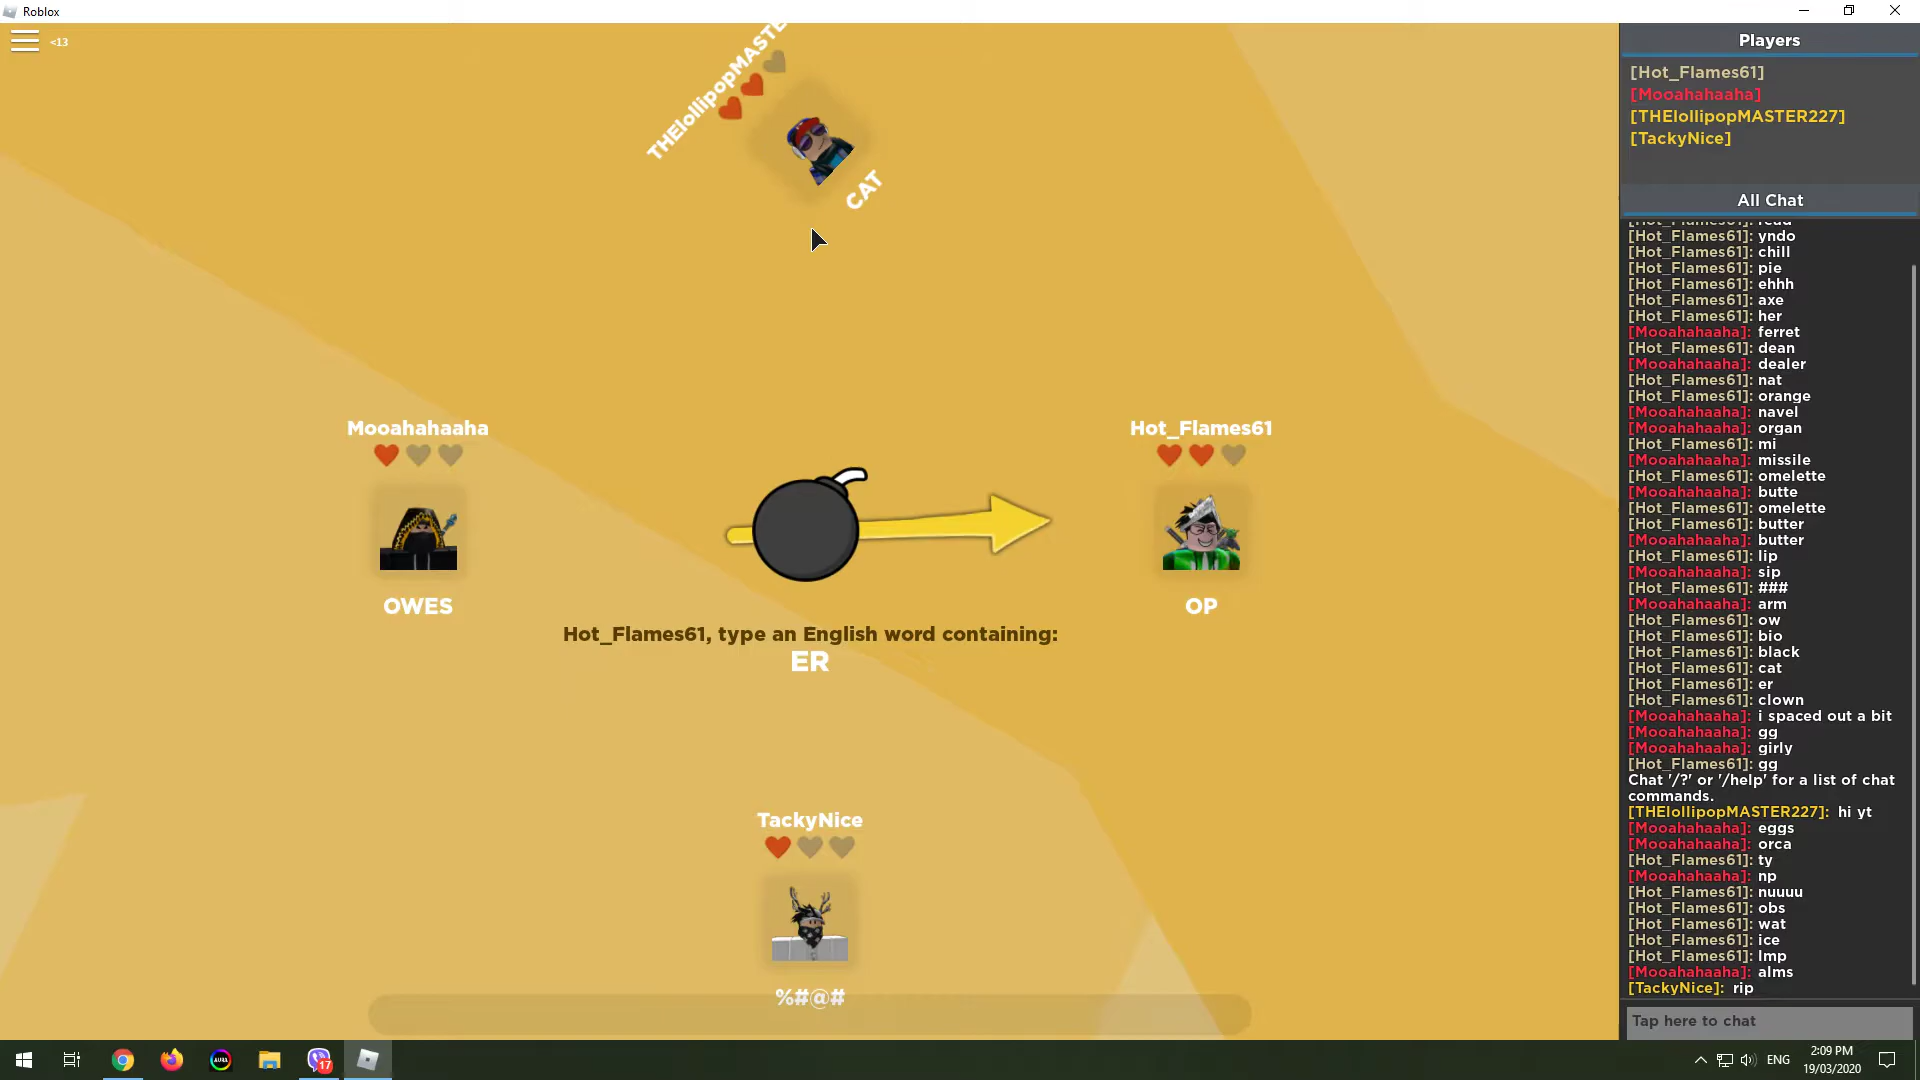 Roblox
<13
THElollipopMASTE
CAT
Mooahahaaha
OWES
Hot_Flames61
OP
Hot_Flames61, type an English word containing:
ER
TackyNice
%#@#
Players
[Hot_Flames61]
[Mooahahaaha]
[THElollipopMASTER227]
[TackyNice]
All Chat
[Hot_Flames61]: read
[Hot_Flames61]: yndo
[Hot_Flames61]: chill
[Hot_Flames61]: pie
[Hot_Flames61]: ehhh
[Hot_Flames61]: axe
[Hot_Flames61]: her
[Mooahahaaha]: ferret
[Hot_Flames61]: dean
[Mooahahaaha]: dealer
[Hot_Flames61]: nat
[Hot_Flames61]: orange
[Mooahahaaha]: navel
[Mooahahaaha]: organ
[Hot_Flames61]: mi
[Mooahahaaha]: missile
[Hot_Flames61]: omelette
[Mooahahaaha]: butte
[Hot_Flames61]: omelette
[Hot_Flames61]: butter
[Mooahahaaha]: butter
[Hot_Flames61]: lip
[Mooahahaaha]: sip
[Hot_Flames61]: ###
[Mooahahaaha]: arm
[Hot_Flames61]: ow
[Hot_Flames61]: bio
[Hot_Flames61]: black
[Hot_Flames61]: cat
[Hot_Flames61]: er
[Hot_Flames61]: clown
[Mooahahaaha]: i spaced out a bit
[Mooahahaaha]: gg
[Mooahahaaha]: girly
[Hot_Flames61]: gg
Chat '/?' or '/help' for a list of chat
commands.
[THElollipopMASTER227]: hi yt
[Mooahahaaha]: eggs
[Mooahahaaha]: orca
[Hot_Flames61]: ty
[Mooahahaaha]: np
[Hot_Flames61]: nuuuu
[Hot_Flames61]: obs
[Hot_Flames61]: wat
[Hot_Flames61]: ice
[Hot_Flames61]: lmp
[Mooahahaaha]: alms
[TackyNice]: rip
Tap here to chat
AURA
17
ENG
2:09 PM
19/03/2020